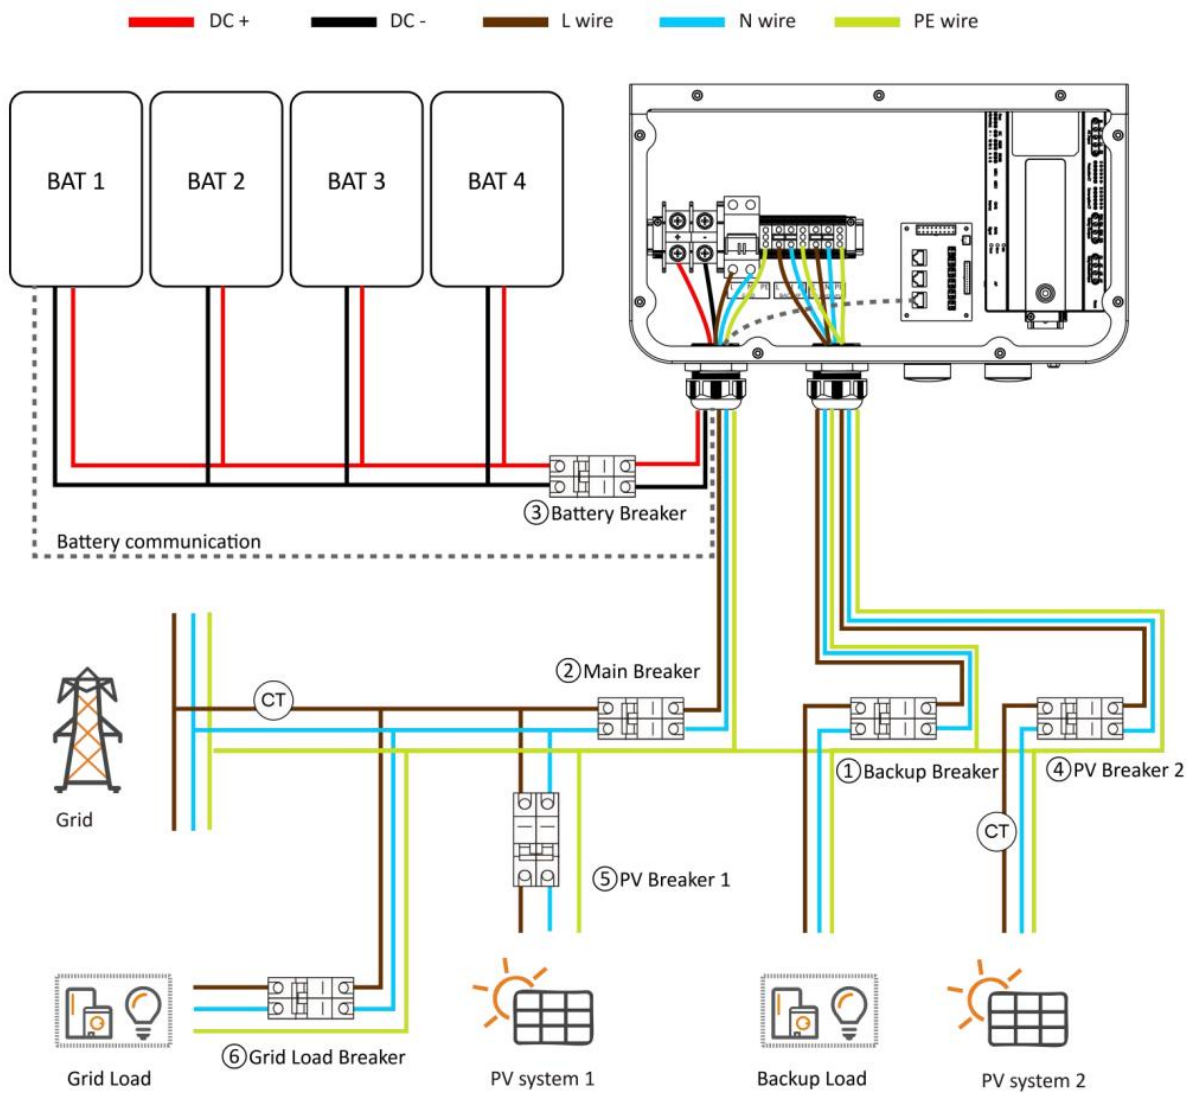 DC +
DC -
L wire
N wire
PE wire
BAT 1
BAT 2
BAT 3
BAT 4
+
-
③Battery Breaker
Battery communication
②Main Breaker
CT
Grid
①Backup Breaker
④PV Breaker 2
CT
⑤PV Breaker 1
⑥Grid Load Breaker
Grid Load
PV system 1
Backup Load
PV system 2